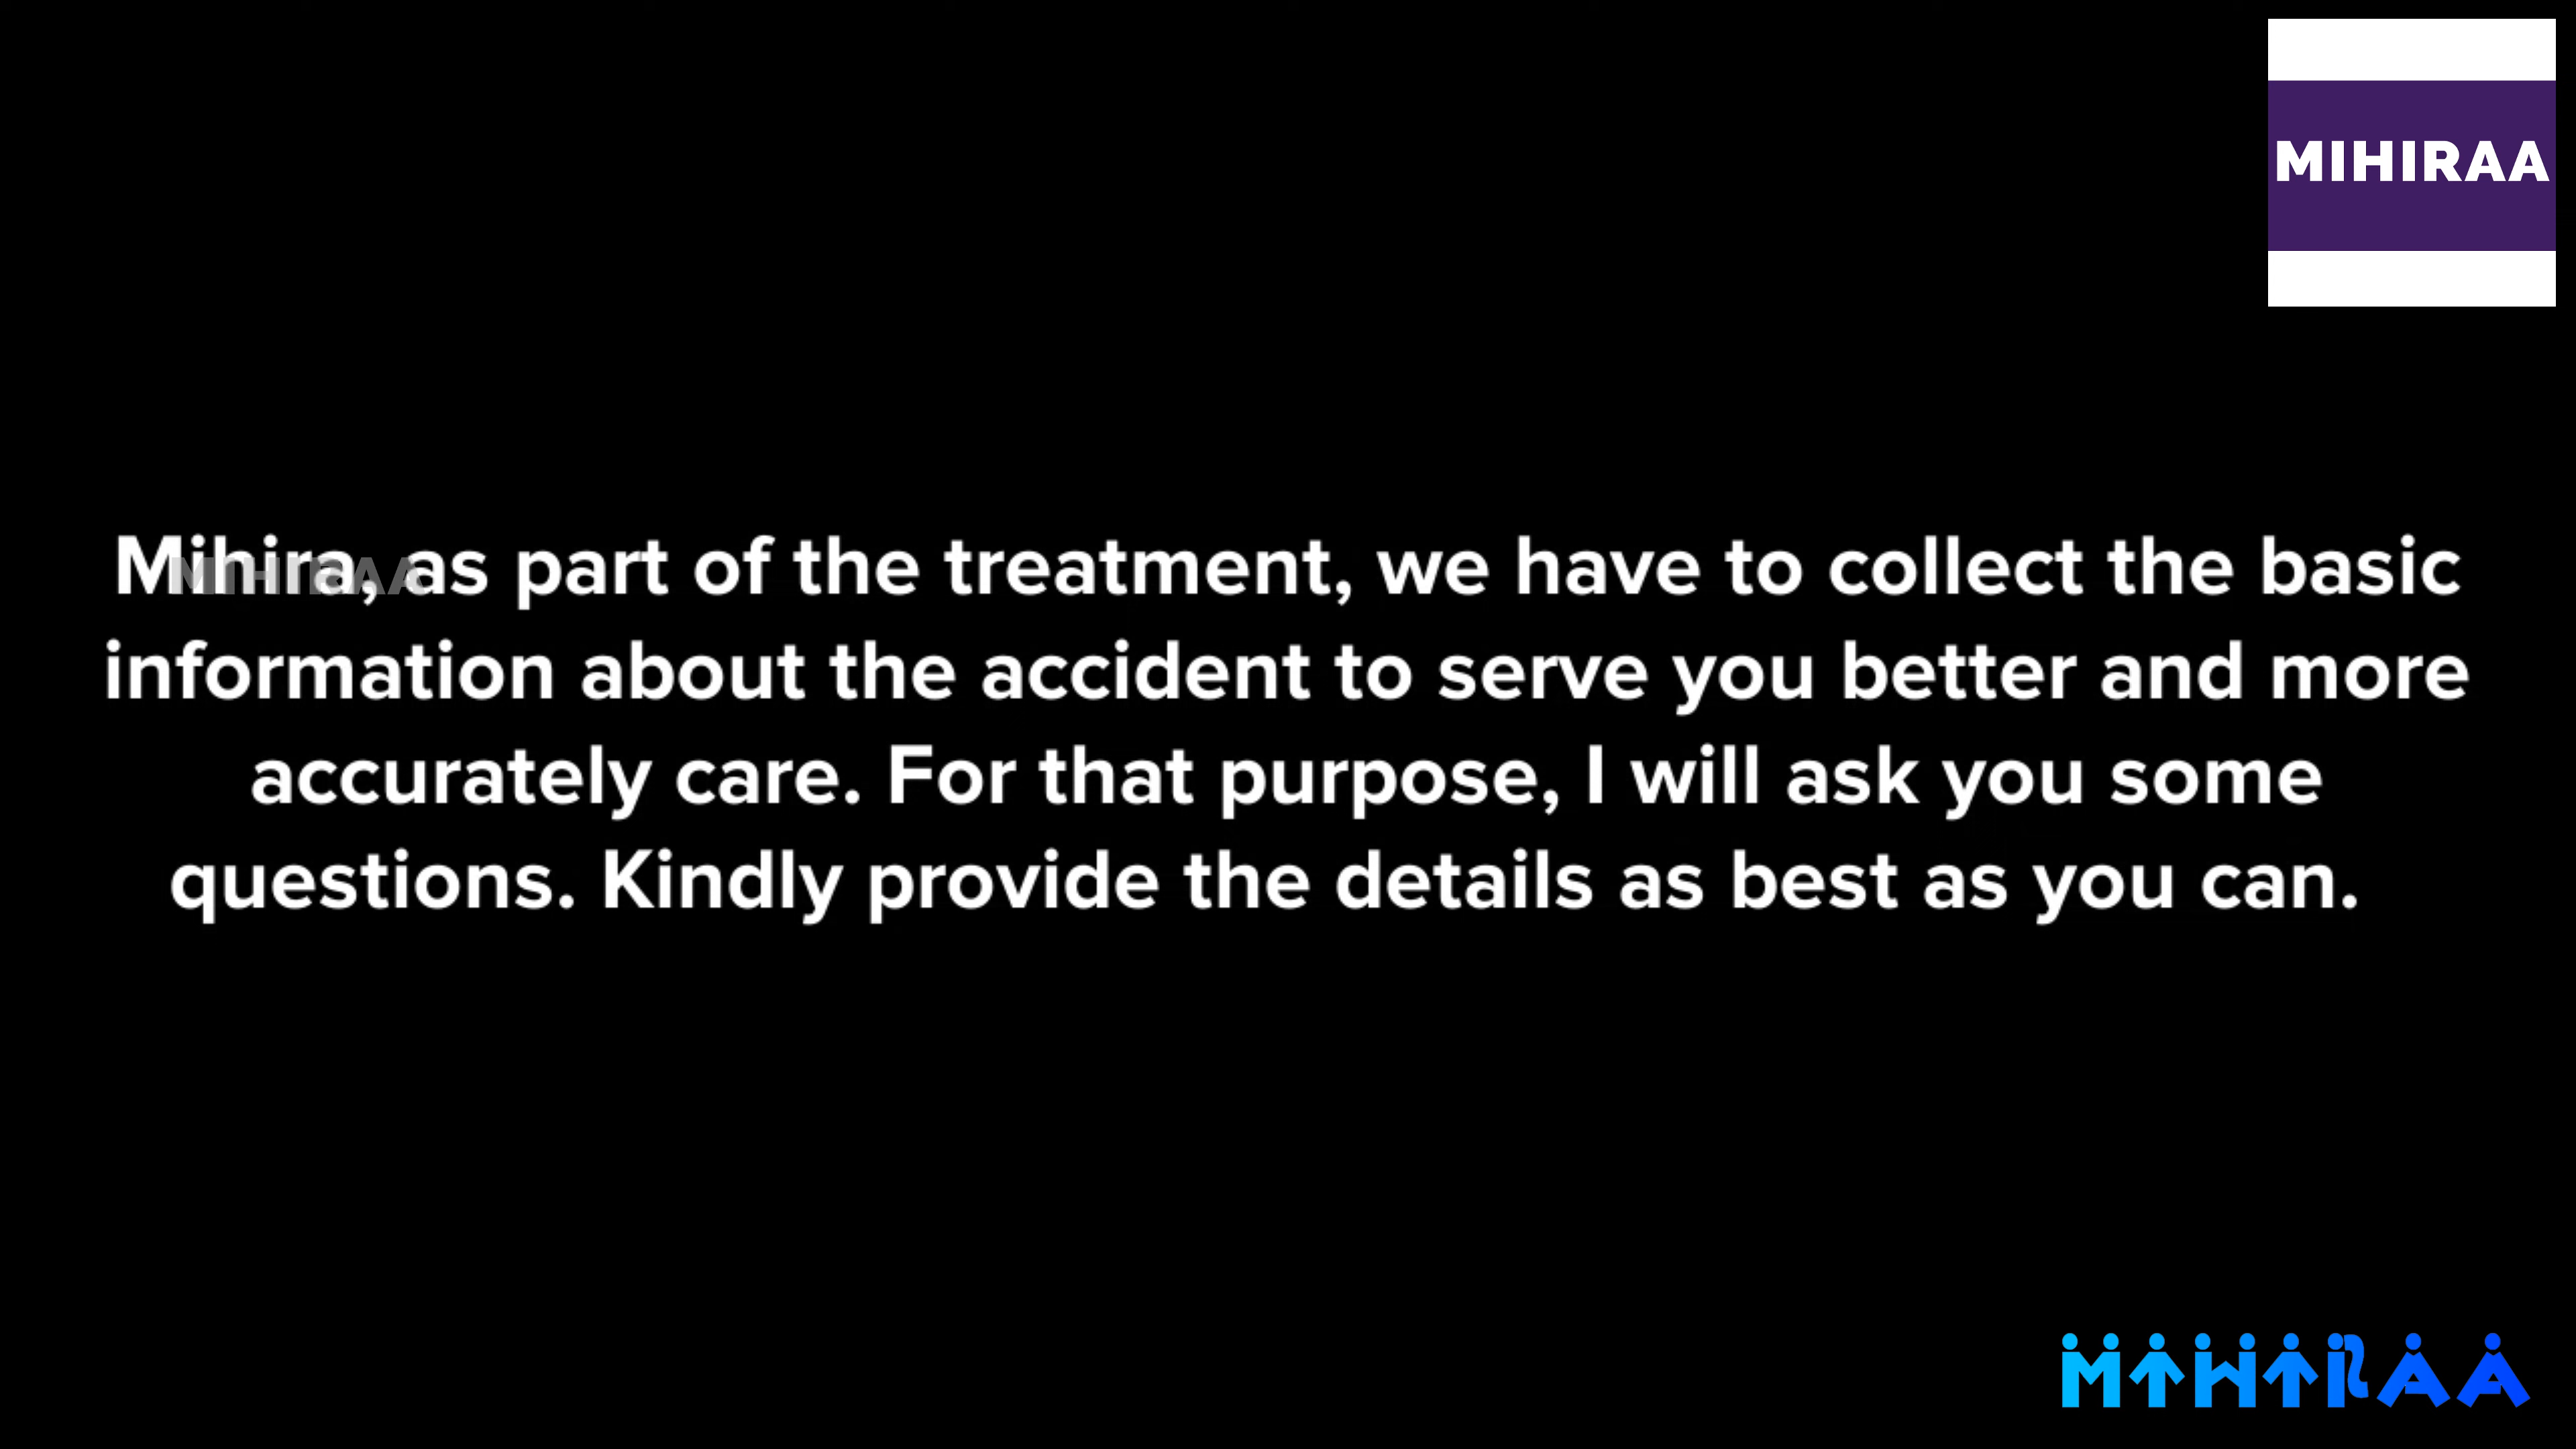 MIHIRAA
Mihira, as part of the treatment, we have to collect the basic
MIHIRAA
information about the accident to serve you better and more
accurately care. For that purpose, I will ask you some
questions. Kindly provide the details as best as you can.
MIHIRAA